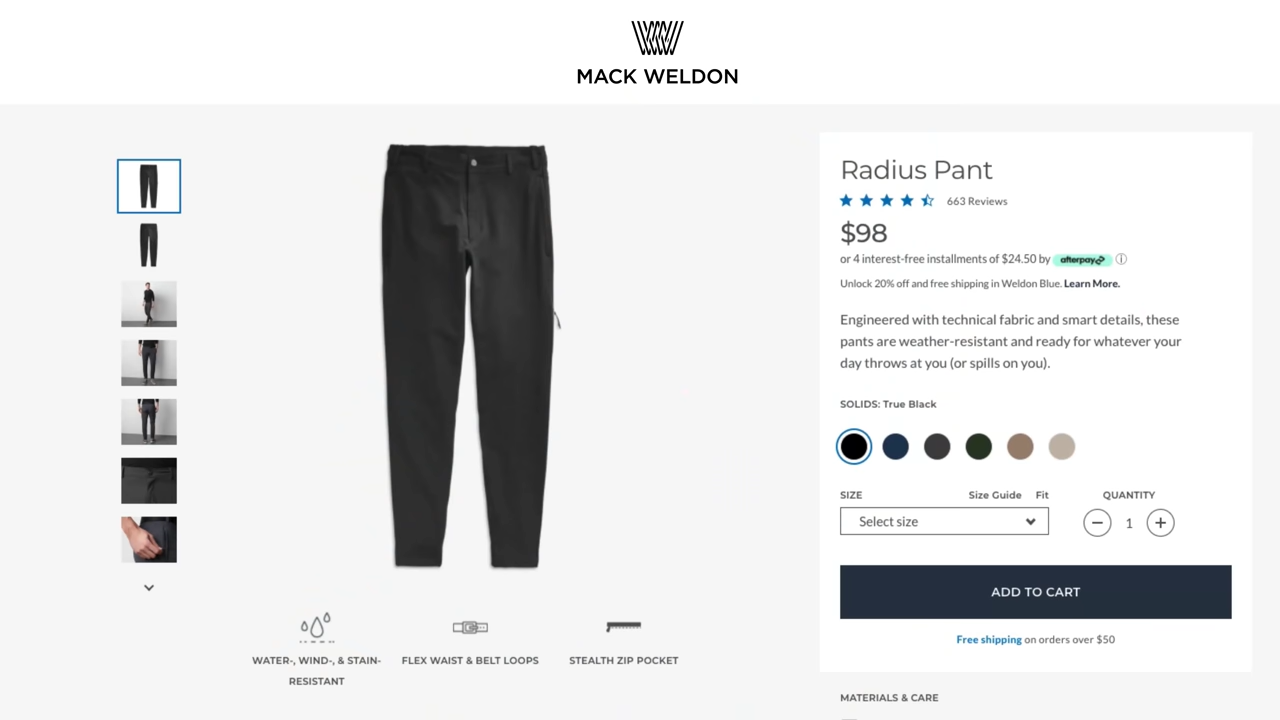 MACK WELDON
Radius Pant
663 Reviews
$98
or 4 interest-free installments of $24.50 by afterpay
Unlock 20% off and free shipping in Weldon Blue. Learn More.
Engineered with technical fabric and smart details, these
pants are weather-resistant and ready for whatever your
day throws at you (or spills on you).
SOLIDS: True Black
SIZE Size Guide Fit QUANTITY
Select size 1
ADD TO CART
Free shipping on orders over $50
WATER-, WIND-, & STAIN-
RESISTANT
FLEX WAIST & BELT LOOPS
STEALTH ZIP POCKET
MATERIALS & CARE